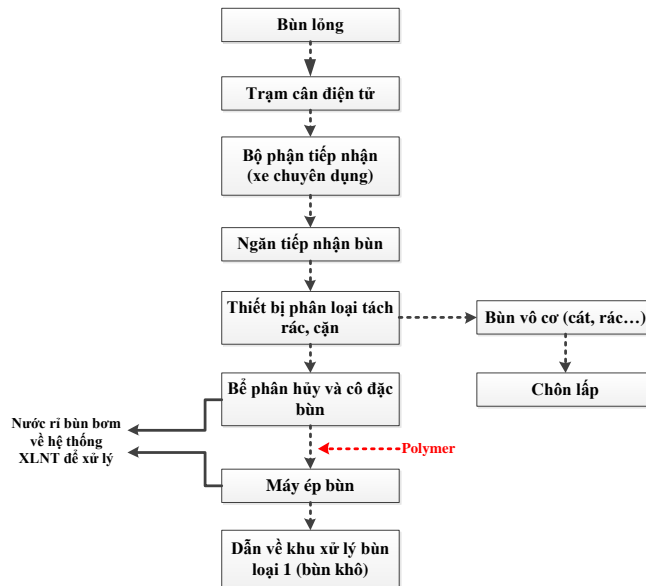 Bùn lỏng
Trạm cân điện tử
Bộ phận tiếp nhận
(xe chuyên dụng)
Ngăn tiếp nhận bùn
Thiết bị phân loại tách
rác, cặn
Bùn vô cơ (cát, rác…)
Chôn lấp
Bể phân hủy và cô đặc
bùn
Nước rỉ bùn bơm
về hệ thống
XLNT để xử lý
Polymer
Máy ép bùn
Dẫn về khu xử lý bùn
loại 1 (bùn khô)